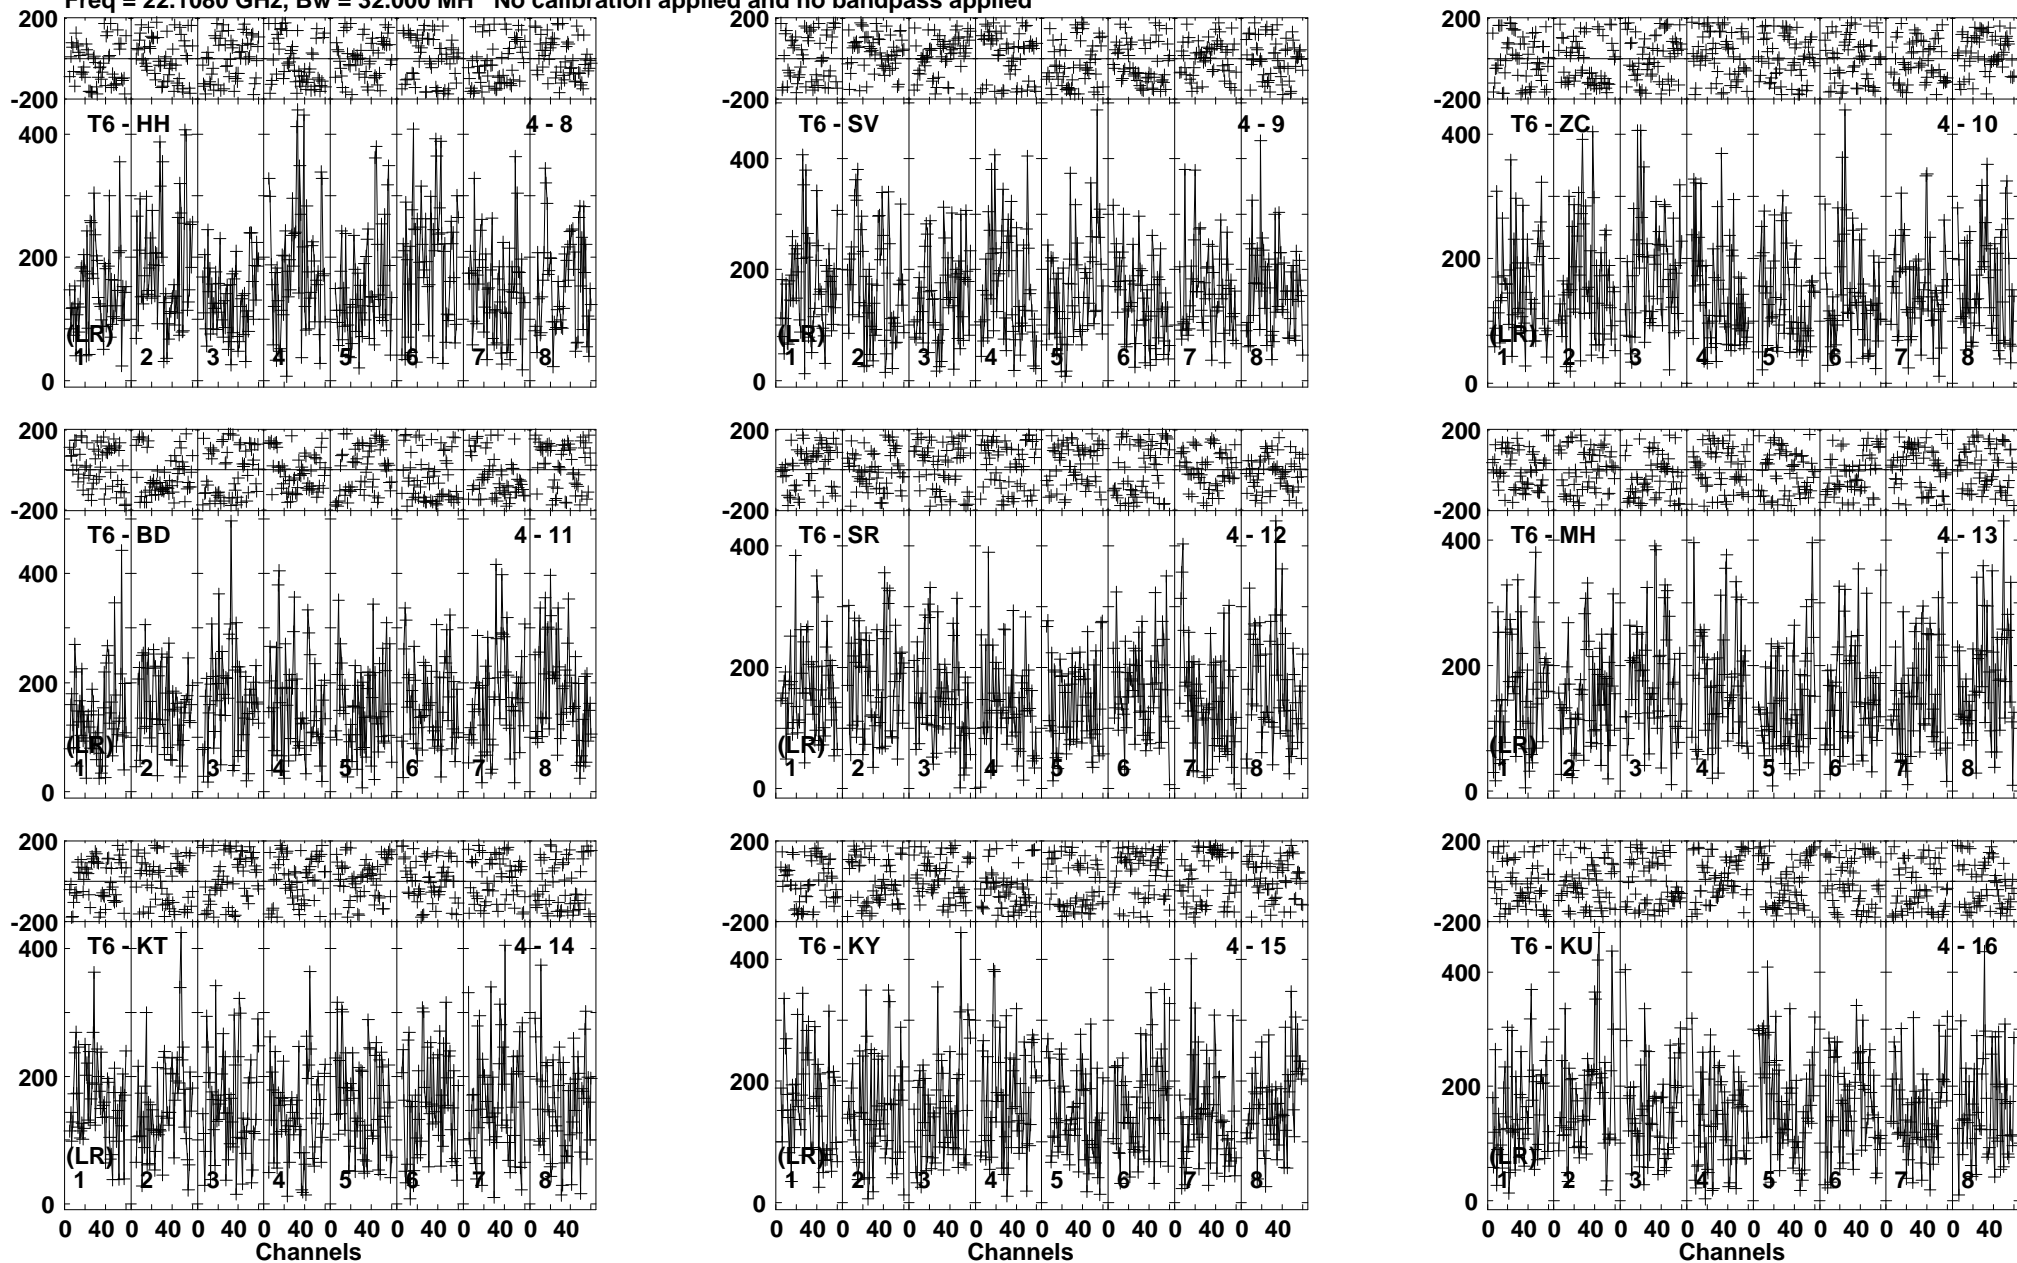 Freq = 22.1080 GHz, Bw = 32.000 MH No calibration applied and no bandpass applied
200 200 200
-200 -200 -200
T6 - HH 4 - 8 T6 - SV 4 - 9 T6 - ZC 4 - 10
400 400 400
200 200 200
(LR) (LR) (LR)
1 2 3 4 5 6 7 8 1 2 3 4 5 6 7 8 1 2 3 4 5 6 7 8
0 0 0
200 200 200
-200 -200 -200
T6 - BD 4 - 11 T6 - SR 4 - 12 T6 - MH 4 - 13
400 400 400
200 200 200
(LR) (LR) (LR)
1 2 3 4 5 6 7 8 1 2 3 4 5 6 7 8 1 2 3 4 5 6 7 8
0 0 0
200 200 200
-200 -200 -200
T6 - KT 4 - 14 T6 - KY 4 - 15 T6 - KU 4 - 16
400 400 400
200 200 200
(LR) (LR) (LR)
1 2 3 4 5 6 7 8 1 2 3 4 5 6 7 8 1 2 3 4 5 6 7 8
0 0 0
0 40 0 40 0 40 0 40 0 40 0 40 0 40 0 40 0 40 0 40 0 40 0 40 0 40 0 40 0 40 0 40 0 40 0 40 0 40 0 40 0 40 0 40 0 40 0 40
Channels Channels Channels